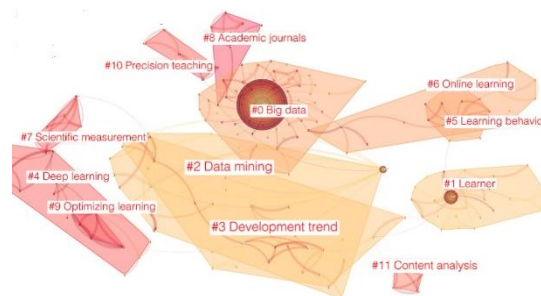 #8 Academic journals
#10 Precision teaching
#6 Online learning
#0 Big data
#5 Learning behavio
#7 Scientific measurement
#2 Data mining
#4 Deep learning
#1 Learner
#9 Optimizing learning
#3 Development trend
#11 Content analysis